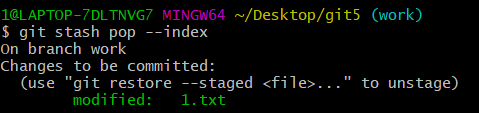 1@LAPTOP-7DLTNVG7 MINGW64 ~/Desktop/git5 (work)
$ git stash pop --index
On branch work
Changes to be committed:
  (use "git restore --staged <file>..." to unstage)
        modified:   1.txt